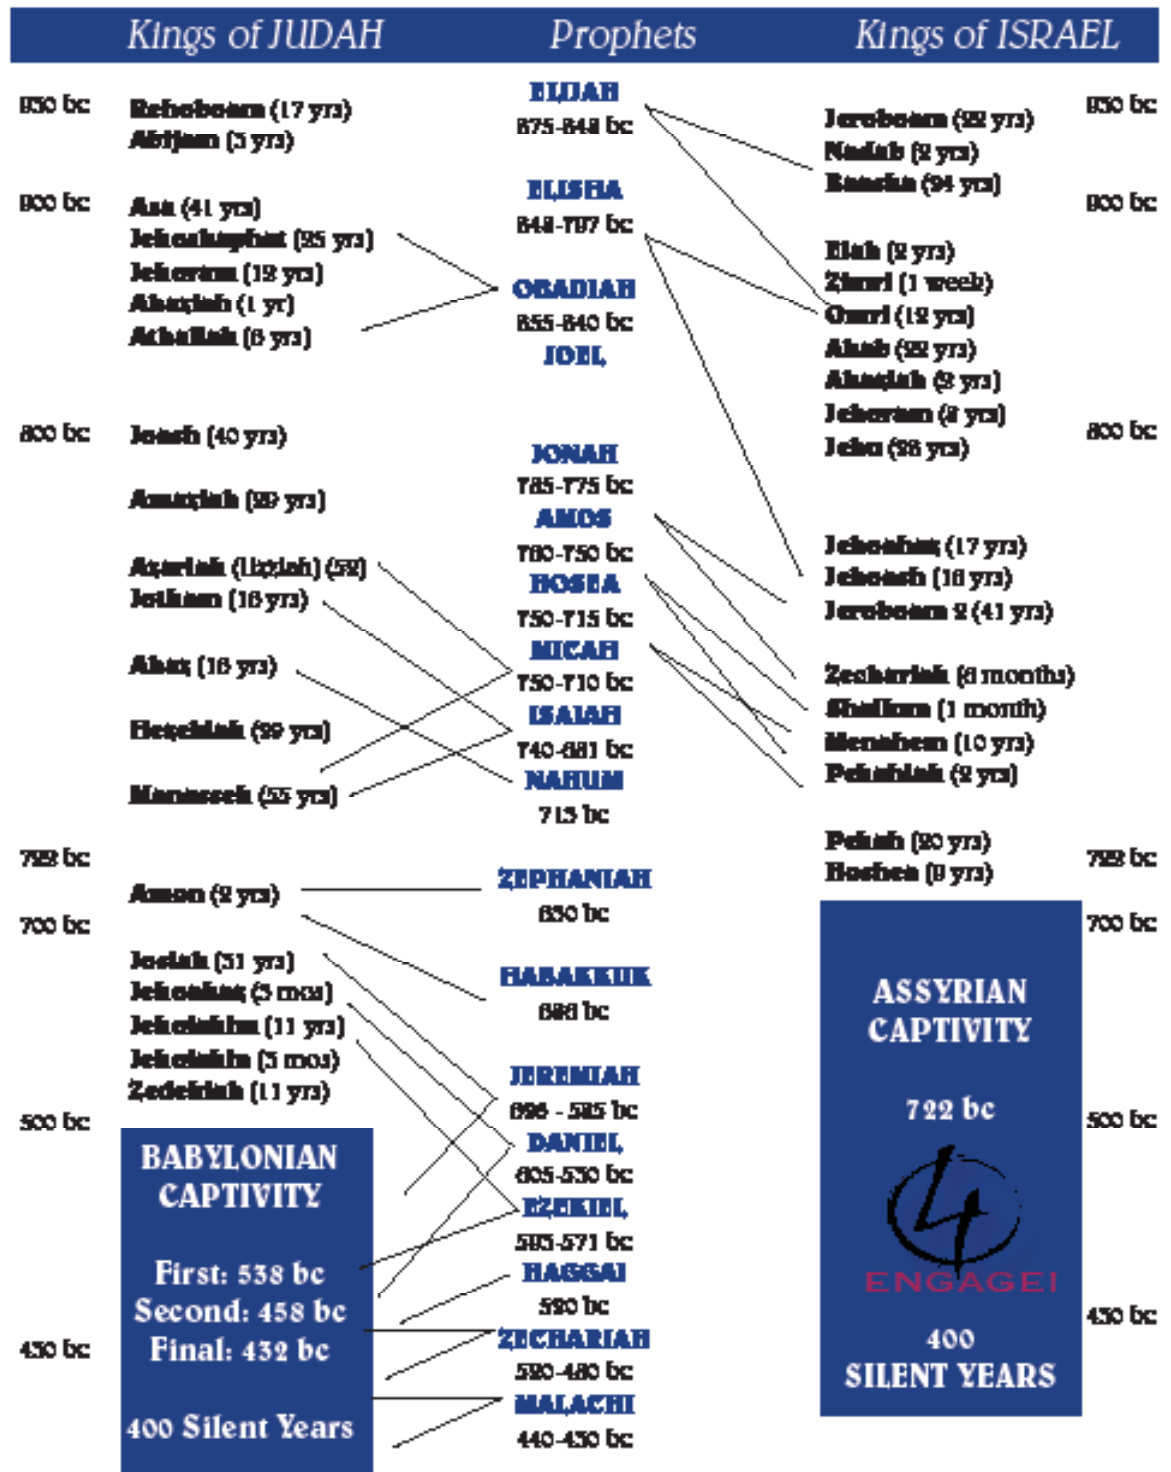 Kings of JUDAH
Prophets
Kings of ISRAEL
930 bc
Rehoboam (17 yrs)
Abijam (3 yrs)
900 bc
Asa (41 yrs)
Jehoshaphat (25 yrs)
Jehoram (12 yrs)
Ahaziah (1 yr)
Athaliah (6 yrs)
800 bc
Joash (40 yrs)
Amaziah (29 yrs)
Azariah (Uzziah) (52)
Jotham (16 yrs)
Ahaz (16 yrs)
Hezekiah (29 yrs)
Manasseh (55 yrs)
722 bc
Amon (2 yrs)
700 bc
Josiah (31 yrs)
Jehoahaz (3 mos)
Jehoiakim (11 yrs)
Jehoiakin (3 mos)
Zedekiah (11 yrs)
500 bc
BABYLONIAN
CAPTIVITY
First: 538 bc
Second: 458 bc
Final: 432 bc
430 bc
400 Silent Years
ELIJAH
875-848 bc
ELISHA
848-797 bc
OBADIAH
855-840 bc
JOEL
JONAH
785-775 bc
AMOS
760-750 bc
HOSEA
750-715 bc
MICAH
750-710 bc
ISAIAH
740-681 bc
NAHUM
713 bc
ZEPHANIAH
630 bc
HABAKKUK
626 bc
JEREMIAH
626 - 585 bc
DANIEL
605-530 bc
EZEKIEL
593-571 bc
HAGGAI
520 bc
ZECHARIAH
520-480 bc
MALACHI
440-430 bc
930 bc
Jeroboam (22 yrs)
Nadab (2 yrs)
Baasha (24 yrs)
900 bc
Elah (2 yrs)
Zimri (1 week)
Omri (12 yrs)
Ahab (22 yrs)
Ahaziah (2 yrs)
Jehoram (8 yrs)
800 bc
Jehu (28 yrs)
Jehoahaz (17 yrs)
Jehoash (16 yrs)
Jeroboam 2 (41 yrs)
Zechariah (6 months)
Shallum (1 month)
Menahem (10 yrs)
Pekahiah (2 yrs)
Pekah (20 yrs)
722 bc
Hoshea (9 yrs)
700 bc
ASSYRIAN
CAPTIVITY
722 bc
500 bc
4
ENGAGE!
430 bc
400
SILENT YEARS